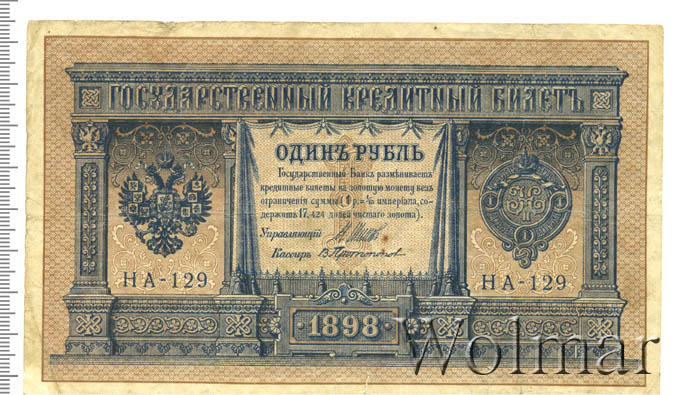 ГОСУДАРСТВЕННЫЙ КРЕДИТНЫЙ БИЛЕТЪ
ОДИНЪ РУБЛЬ
Государственный Банкъ размѣниваетъ
кредитные билеты на золотую монету безъ
ограниченія суммы (1 р. = 1/15 имперіала, со-
держитъ 17,424 долей чистаго золота).
Управляющій
Кассиръ В. Протопоповъ
НА-129
НА-129
1898
Wolmar